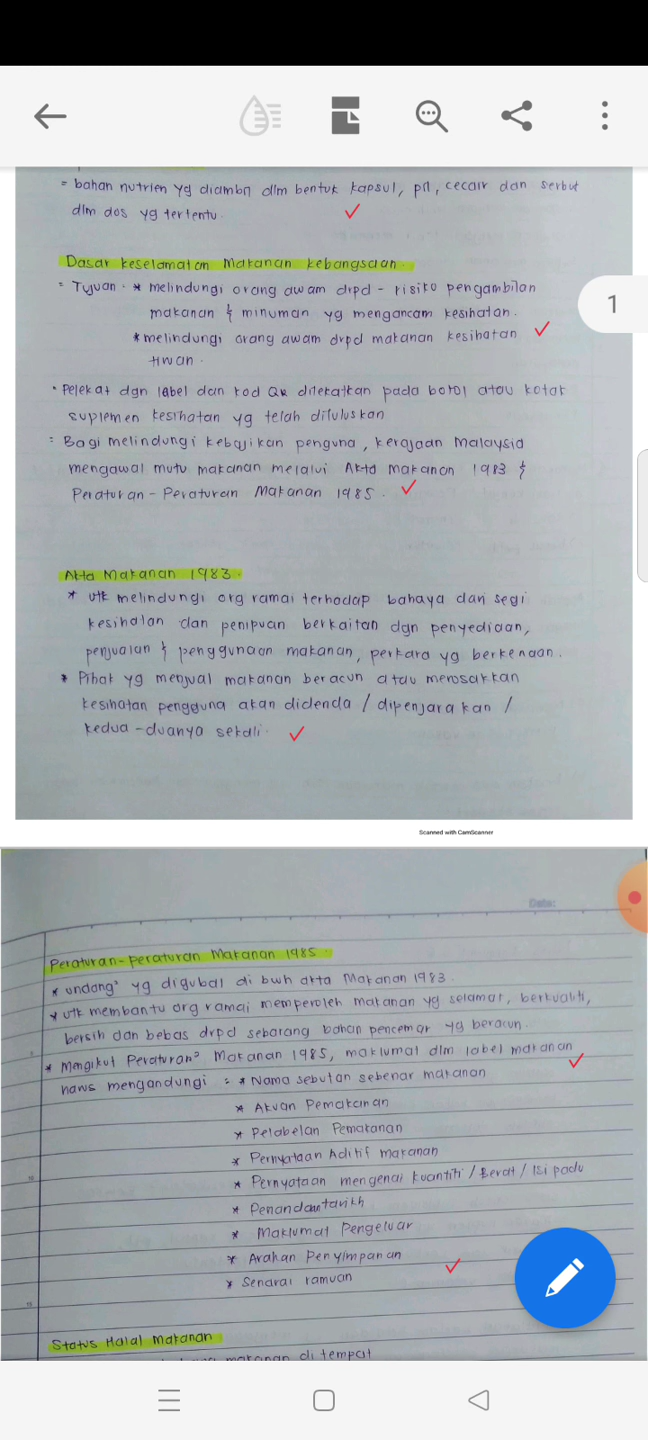 = bahan nutrien yg diambil dlm bentuk kapsul, pil, cecair dan serbut
dlm dos yg tertentu.
Dasar keselamatan Makanan kebangsaan.
= Tujuan. * melindungi orang awam drpd - risiko pengambilan
makanan & minuman yg mengancam kesihatan.
* melindungi orang awam drpd makanan kesihatan
tiwan.
• Pelekat dgn label dan kod QR dilekatkan pada botol atau kotak
suplemen kesihatan yg telah diluluskan
= Bagi melindungi kebajikan penguna, kerajaan Malaysia
mengawal mutu makanan melalui Akta makanan 1983 &
Peraturan - Peraturan Makanan 1985.
Akta Makanan 1983.
* utk melindungi org ramai terhadap bahaya dan segi
kesihatan dan penipuan berkaitan dgn penyediaan,
penjualan & penggunaan makanan, perkara yg berkenaan.
* Pihak yg menjual makanan beracun atau merosakkan
kesihatan pengguna akan didenda / dipenjara kan /
kedua-duanya sekali.
Scanned with CamScanner
1
Date:
Peraturan-peraturan Makanan 1985.
* undang² yg digubal di bwh akta Makanan 1983.
* utk membantu org ramai memperoleh makanan yg selamat, berkualiti,
bersih dan bebas drpd sebarang bahan pencemar yg beracun.
* Mengikut Peraturan² Makanan 1985, maklumat dlm label makanan
harus mengandungi = * Nama sebutan sebenar makanan
* Akuan Pemakanan
* Pelabelan Pemakanan
* Pernyataan Aditif makanan
* Pernyataan mengenai kuantiti / Berat / Isi padu
* Penandaan tarikh
* Maklumat Pengeluar
* Arahan Penyimpanan
* Senarai ramuan
Status Halal Makanan
makanan di tempat